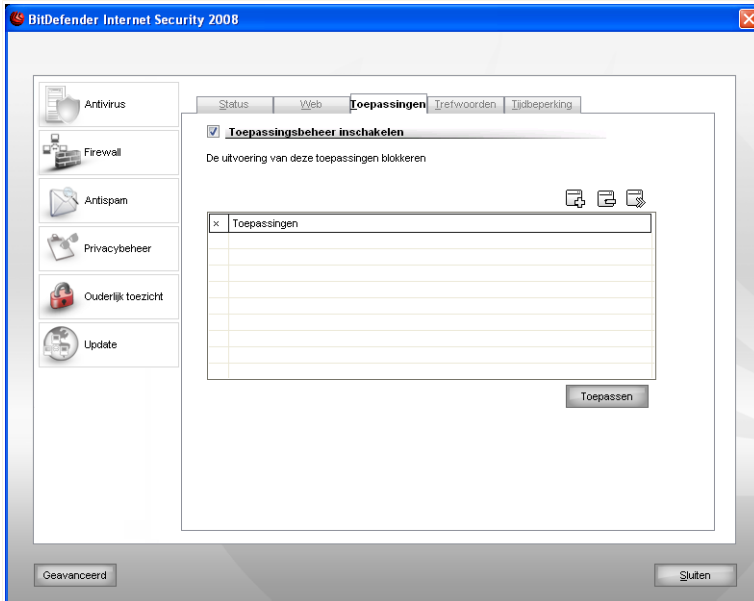 BitDefender Internet Security 2008
Antivirus
Firewall
Antispam
Privacybeheer
Ouderlijk toezicht
Update
Status Web Toepassingen Trefwoorden Tijdbeperking
Toepassingsbeheer inschakelen
De uitvoering van deze toepassingen blokkeren
× Toepassingen
Toepassen
Geavanceerd
Sluiten